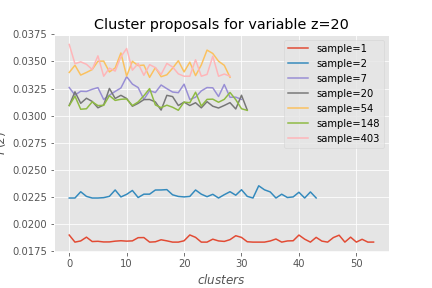 Cluster proposals for variable z=20
0.0375
0.0350
0.0325
0.0300
0.0275
0.0250
0.0225
0.0200
0.0175
0 10 20 30 40 50
clusters
sample=1
sample=2
sample=7
sample=20
sample=54
sample=148
sample=403